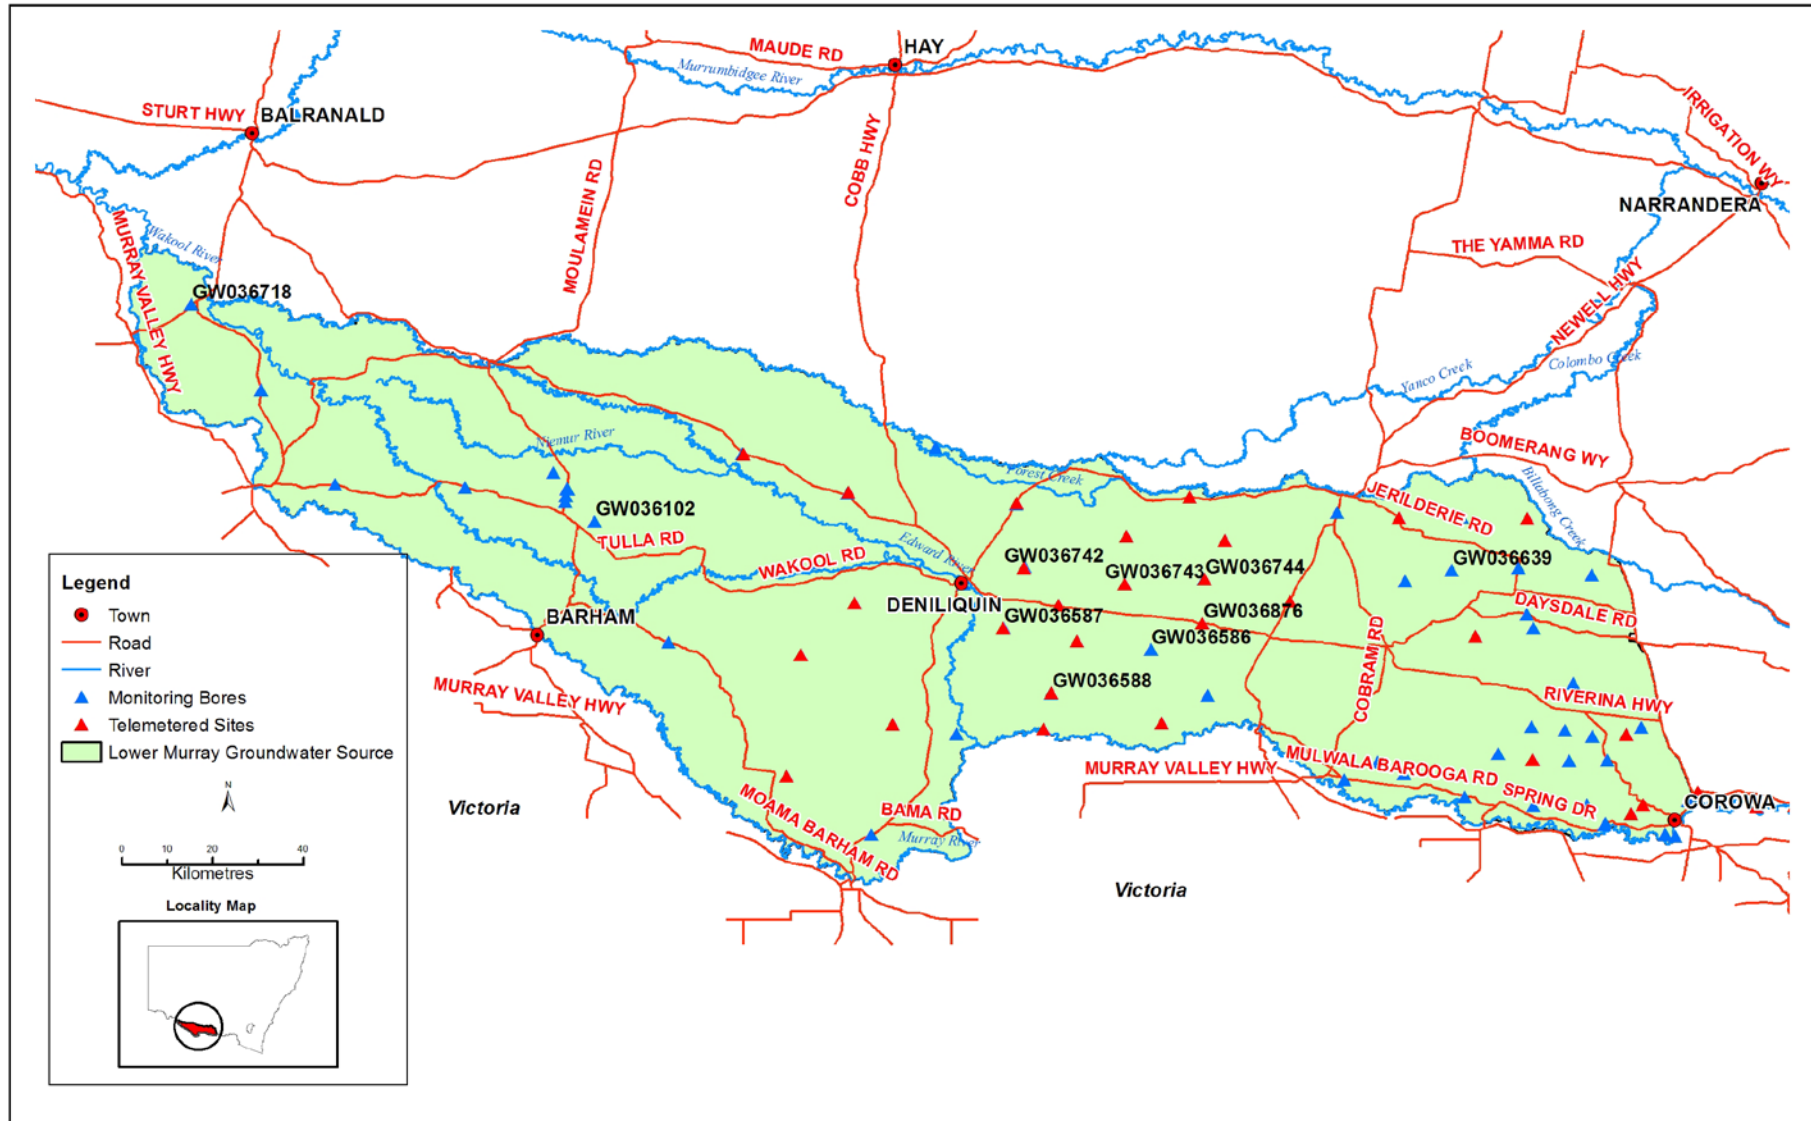 MAUDE RD
HAY
Murrumbidgee River
STURT HWY
BALRANALD
IRRIGATION WY
MOULAMEIN RD
COBB HWY
NARRANDERA
MURRAY VALLEY HWY
Wakool River
THE YAMMA RD
GW036718
NEWELL HWY
Colombo Creek
Yanco Creek
Niemur River
BOOMERANG WY
Forest Creek
Billabong Creek
JERILDERIE RD
GW036102
TULLA RD
Edward River
WAKOOL RD
GW036742
GW036743
GW036744
GW036639
DENILIQUIN
GW036587
GW036876
DAYSDALE RD
BARHAM
GW036586
COBRAM RD
GW036588
MURRAY VALLEY HWY
RIVERINA HWY
MURRAY VALLEY HWY
MULWALA BAROOGA RD
SPRING DR
COROWA
MOAMA BARHAM RD
BAMA RD
Murray River
Victoria
Victoria
Legend
Town
Road
River
Monitoring Bores
Telemetered Sites
Lower Murray Groundwater Source
N
0 10 20 40
Kilometres
Locality Map